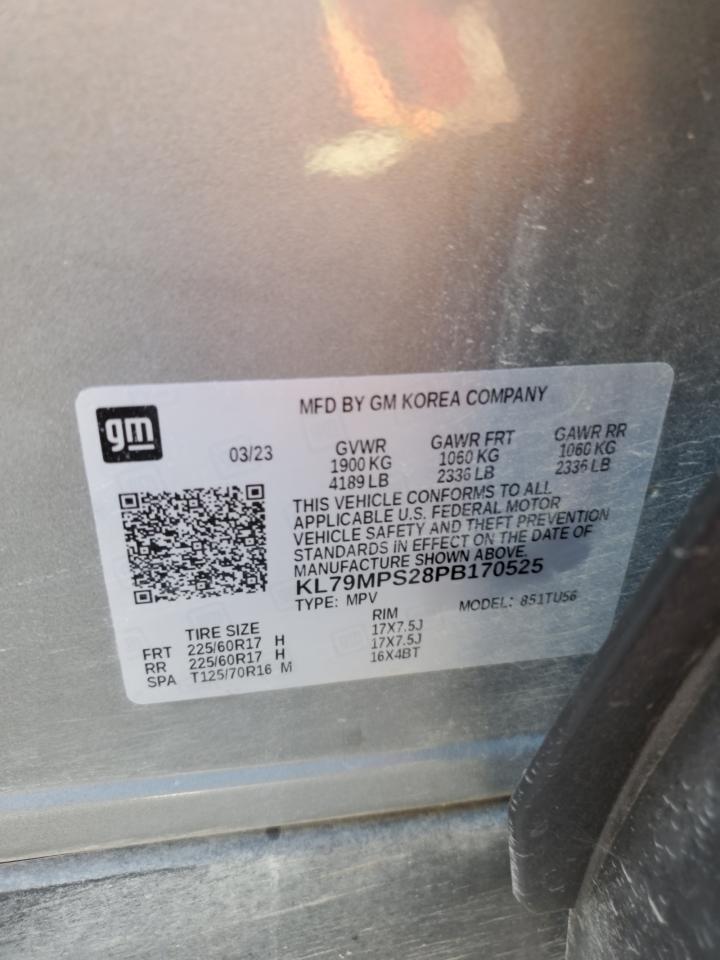 gm
MFD BY GM KOREA COMPANY
03/23
GVWR GAWR FRT GAWR RR
1900 KG 1060 KG 1060 KG
4189 LB 2336 LB 2336 LB
THIS VEHICLE CONFORMS TO ALL
APPLICABLE U.S. FEDERAL MOTOR
VEHICLE SAFETY AND THEFT PREVENTION
STANDARDS IN EFFECT ON THE DATE OF
MANUFACTURE SHOWN ABOVE.
KL79MPS28PB170525
TYPE: MPV MODEL: 851TU56
TIRE SIZE RIM
FRT 225/60R17 H 17X7.5J
RR 225/60R17 H 17X7.5J
SPA T125/70R16 M 16X4BT